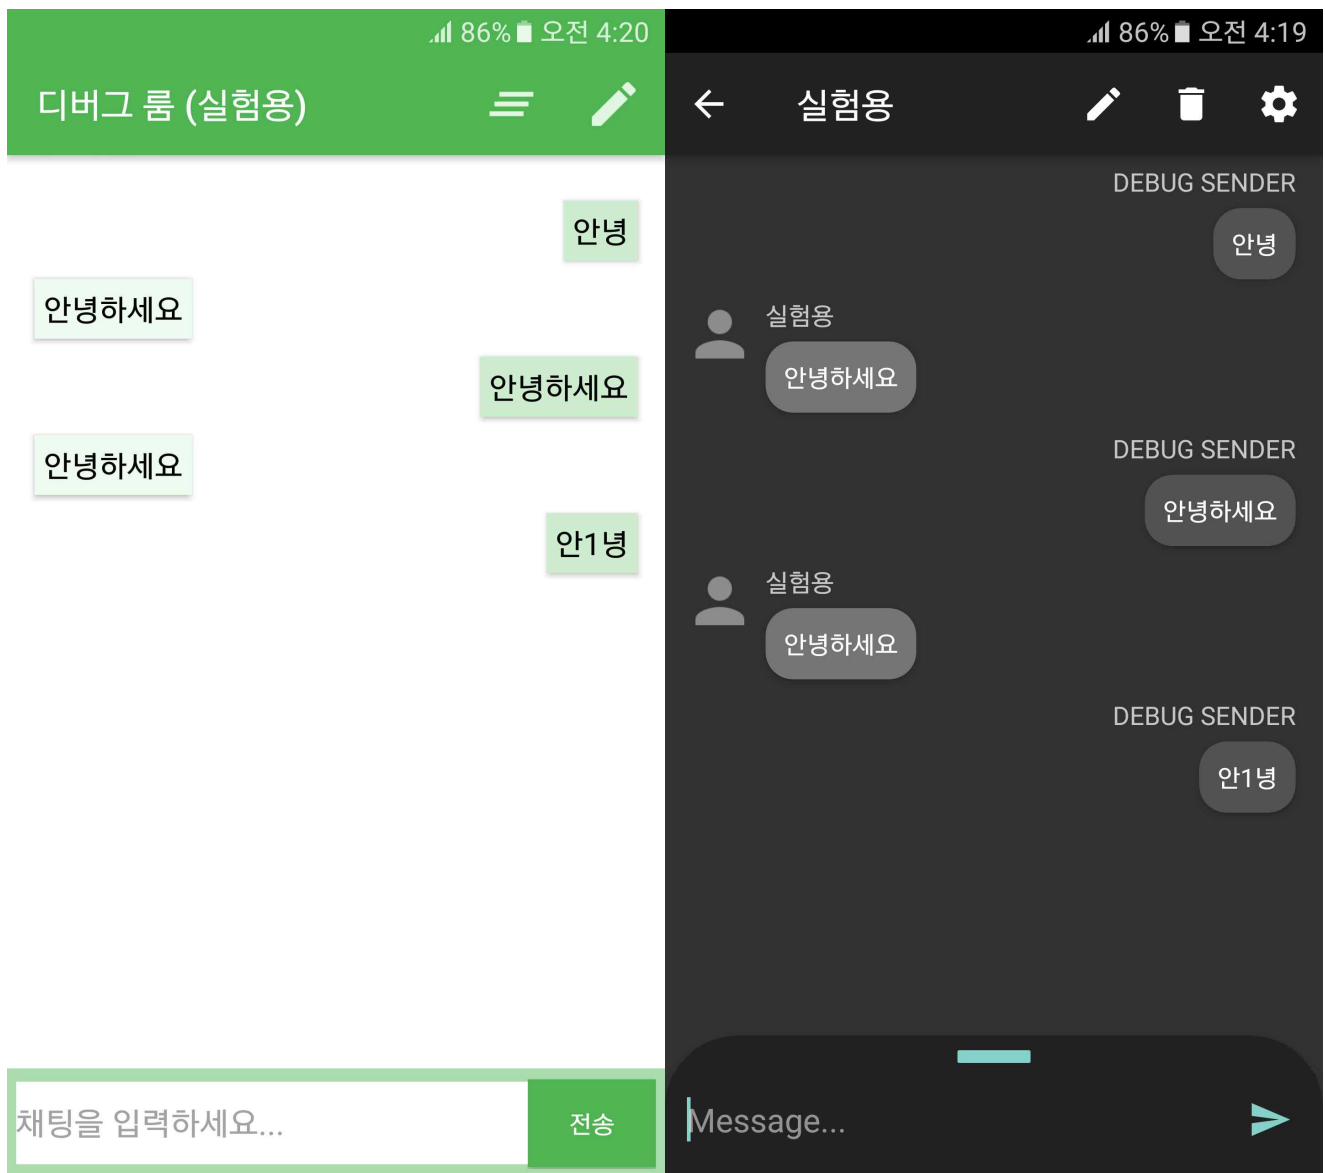 86% 오전 4:20
디버그 룸 (실험용)
안녕
안녕하세요
안녕하세요
안녕하세요
안1녕
채팅을 입력하세요...
전송
86% 오전 4:19
실험용
DEBUG SENDER
안녕
실험용
안녕하세요
DEBUG SENDER
안녕하세요
실험용
안녕하세요
DEBUG SENDER
안1녕
Message...